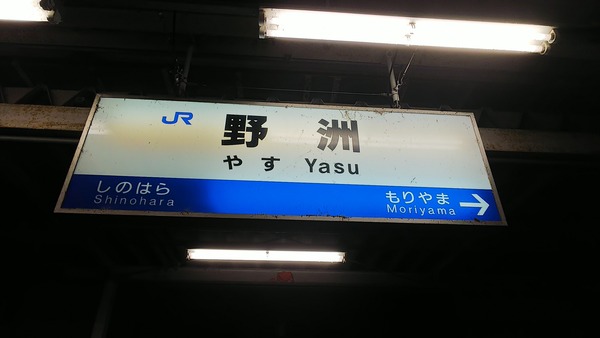 JR 野洲
やす Yasu
しのはら もりやま →
Shinohara Moriyama